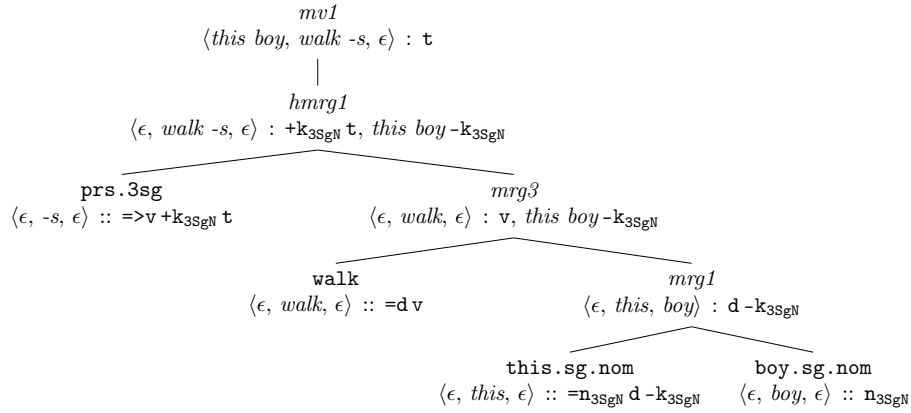 mv1
⟨this boy, walk -s, ϵ⟩ : t
hmrg1
⟨ϵ, walk -s, ϵ⟩ : +k₃SgN t, this boy -k₃SgN
prs.3sg mrg3
⟨ϵ, -s, ϵ⟩ :: =>v +k₃SgN t ⟨ϵ, walk, ϵ⟩ : v, this boy -k₃SgN
walk mrg1
⟨ϵ, walk, ϵ⟩ :: =d v ⟨ϵ, this, boy⟩ : d -k₃SgN
this.sg.nom boy.sg.nom
⟨ϵ, this, ϵ⟩ :: =n₃SgN d -k₃SgN ⟨ϵ, boy, ϵ⟩ :: n₃SgN